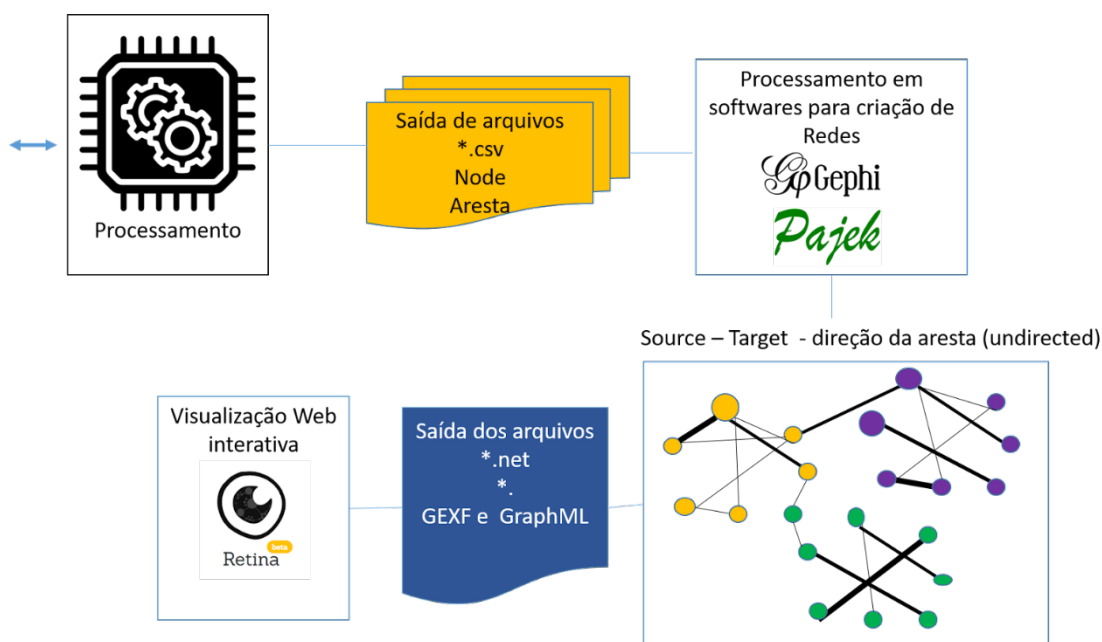 Processamento
Saída de arquivos
*.csv
Node
Aresta
Processamento em
softwares para criação de
Redes
Gephi
Pajek
Source – Target - direção da aresta (undirected)
Visualização Web
interativa
Retina
beta
Saída dos arquivos
*.net
*.
GEXF e GraphML